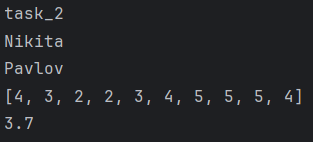 task_2
Nikita
Pavlov
[4, 3, 2, 2, 3, 4, 5, 5, 5, 4]
3.7